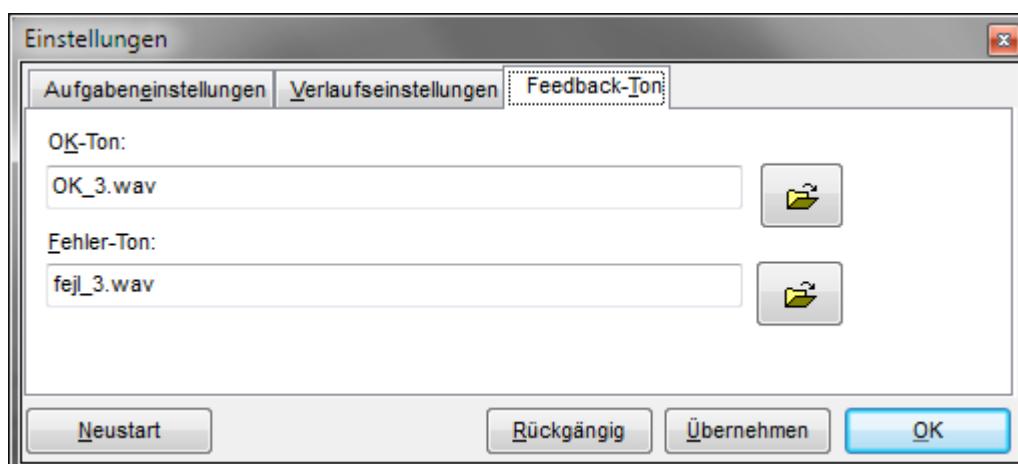 Einstellungen
Aufgabeneinstellungen Verlaufseinstellungen Feedback-Ton
OK-Ton:
OK_3.wav
Fehler-Ton:
fejl_3.wav
Neustart Rückgängig Übernehmen OK